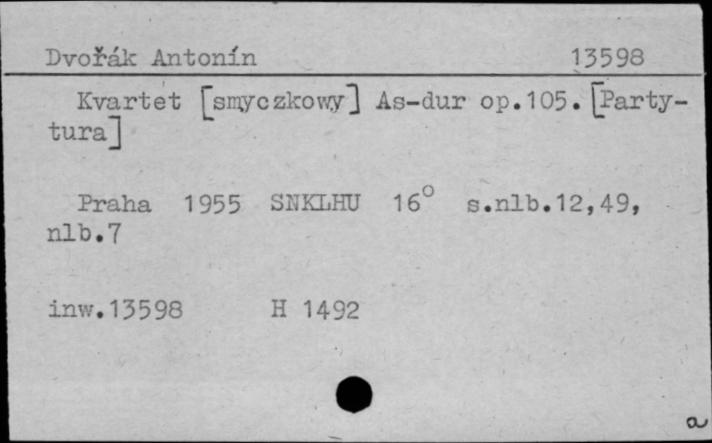 Dvořák Antonín 13598
Kvartet [smyczkowy] As-dur op.105. [Party-
tura]
Praha 1955 SNKLHU 16° s.nlb.12,49,
nlb.7
inw.13598 H 1492
a